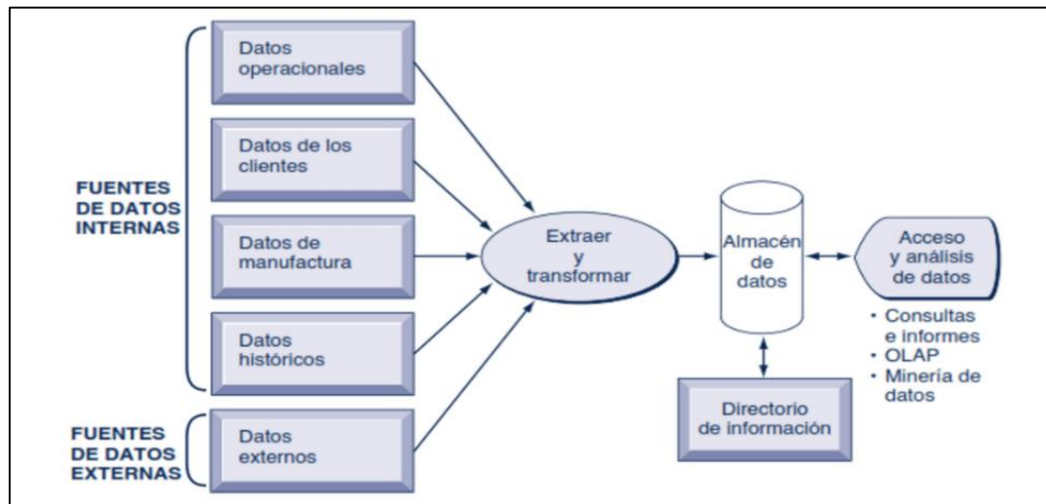 FUENTES
DE DATOS
INTERNAS
Datos
operacionales
Datos de los
clientes
Datos de
manufactura
Datos
históricos
FUENTES
DE DATOS
EXTERNAS
Datos
externos
Extraer
y
transformar
Almacén
de
datos
Directorio
de información
Acceso
y análisis
de datos
• Consultas
e informes
• OLAP
• Minería de
datos